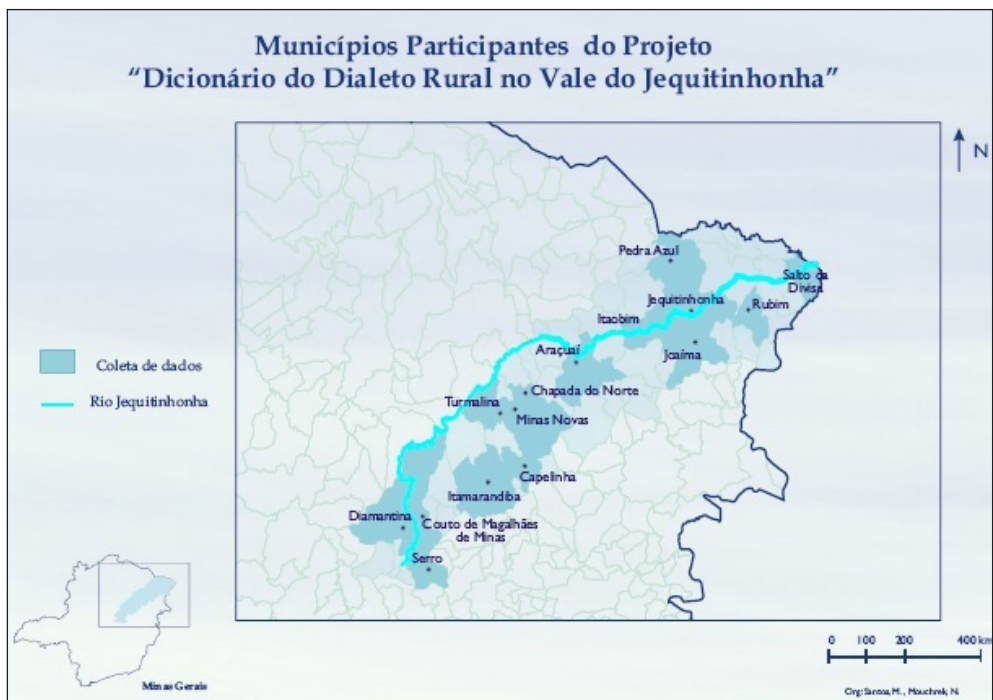 Municípios Participantes do Projeto
“Dicionário do Dialeto Rural no Vale do Jequitinhonha”
N
Pedra Azul
Salto da
Divisa
Jequitinhonha
Rubim
Itaobim
Joaíma
Araçuaí
Coleta de dados
Chapada do Norte
Rio Jequitinhonha
Turmalina
Minas Novas
Capelinha
Itamarandiba
Diamantina
Couto de Magalhães
de Minas
Serro
0 100 200 400 km
Minas Gerais
Org: Santos, M., Mouchrek, N.